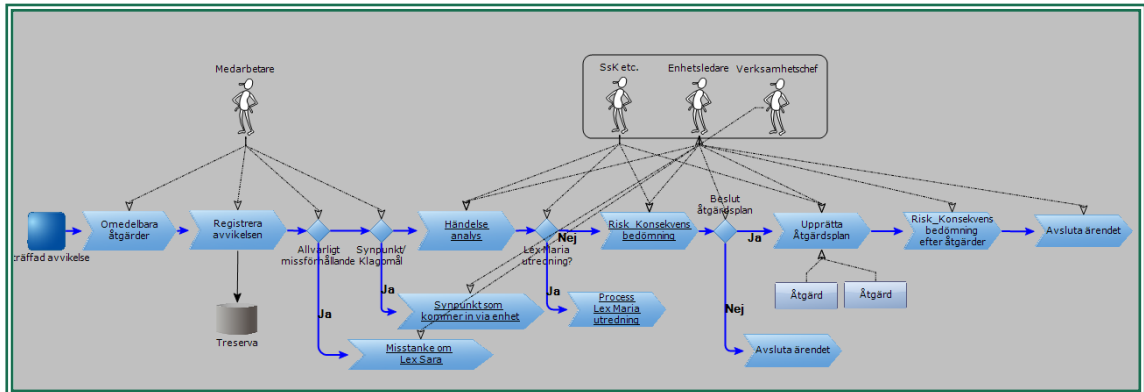 Medarbetare
SsK etc.
Enhetsledare
Verksamhetschef
träffad avvikelse
Omedelbara
åtgärder
Registrera
avvikelsen
Allvarligt
missförhållande
Synpunkt/
Klagomål
Händelse
analys
Lex Maria
utredning?
Nej
Risk_Konsekvens
bedömning
Beslut
åtgärdsplan
Ja
Upprätta
Åtgärdsplan
Risk_Konsekvens
bedömning
efter åtgärder
Avsluta ärendet
Treserva
Ja
Ja
Ja
Nej
Synpunkt som
kommer in via enhet
Process
Lex Maria
utredning
Åtgärd
Åtgärd
Misstanke om
Lex Sara
Avsluta ärendet